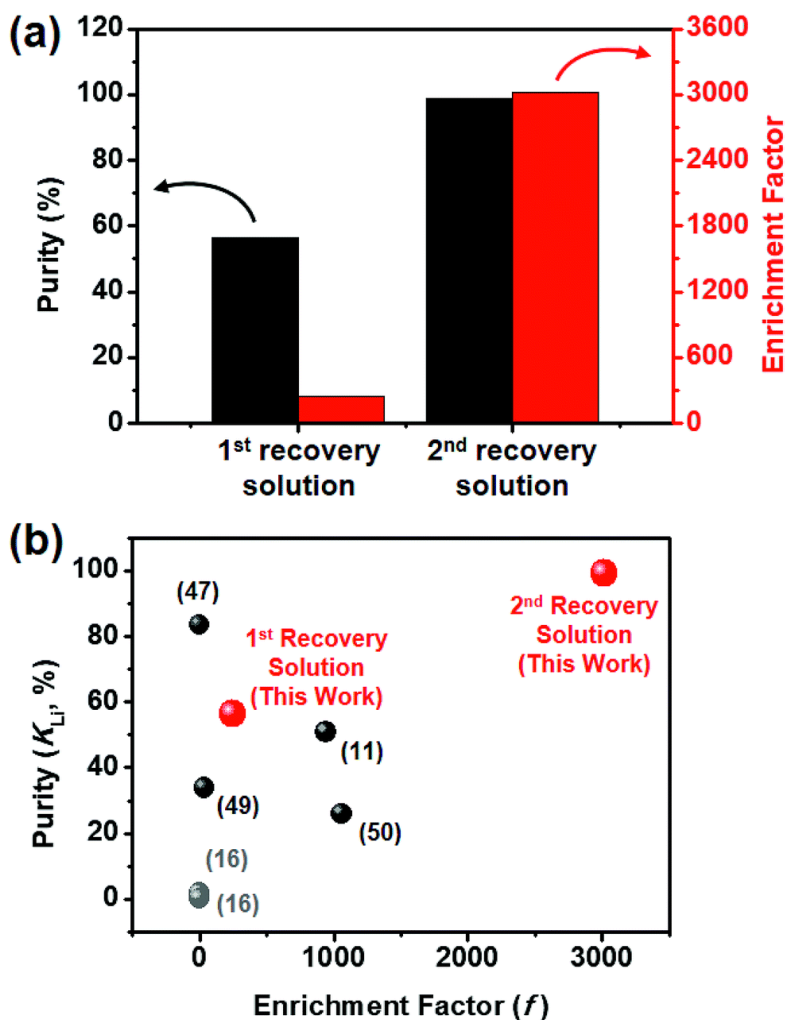 (a)
120
100
80
60
40
20
0
Purity (%)
3600
3000
2400
1800
1200
600
0
Enrichment Factor
1st recovery
solution
2nd recovery
solution
(b)
100
80
60
40
20
0
Purity (KLi, %)
(47)
1st Recovery
Solution
(This Work)
2nd Recovery
Solution
(This Work)
(11)
(49)
(50)
(16)
(16)
0
1000
2000
3000
Enrichment Factor (f)